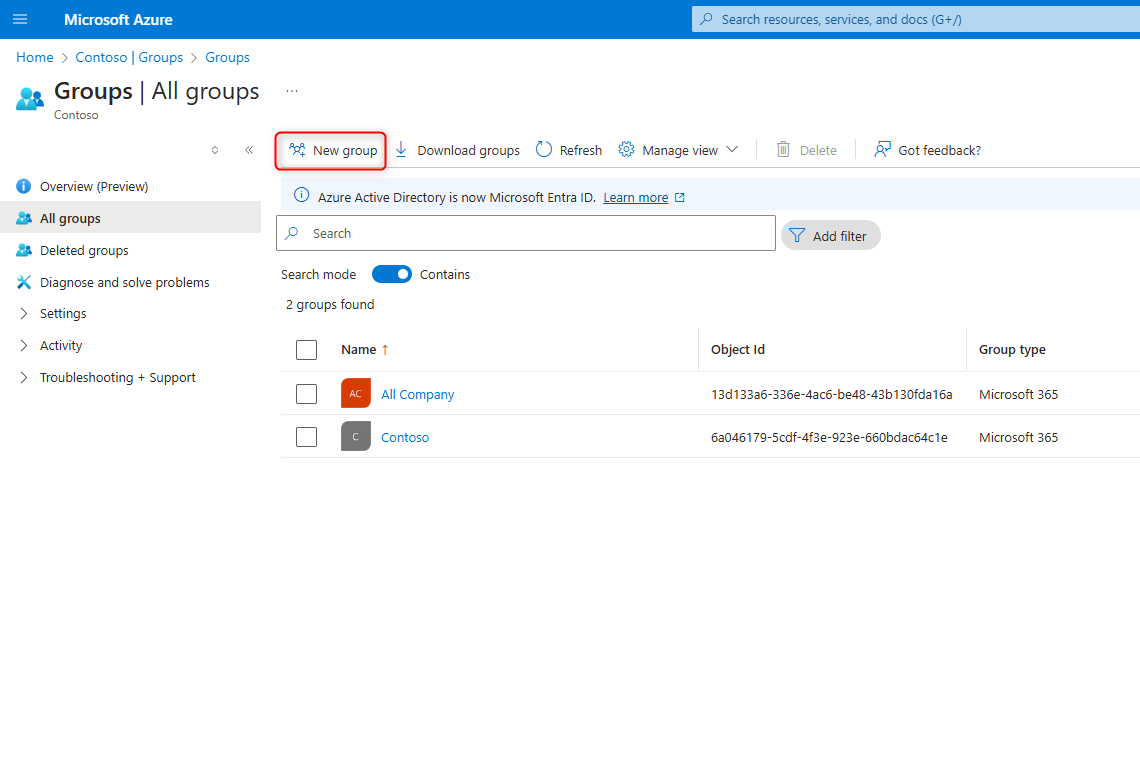 Microsoft Azure
Search resources, services, and docs (G+/)
Home > Contoso | Groups > Groups
Groups | All groups ...
Contoso
New group
Download groups
Refresh
Manage view
Delete
Got feedback?
Overview (Preview)
All groups
Deleted groups
Diagnose and solve problems
Settings
Activity
Troubleshooting + Support
Azure Active Directory is now Microsoft Entra ID. Learn more
Search
Add filter
Search mode
Contains
2 groups found
Name ↑ Object Id Group type
AC All Company 13d133a6-336e-4ac6-be48-43b130fda16a Microsoft 365
C Contoso 6a046179-5cdf-4f3e-923e-660bdac64c1e Microsoft 365